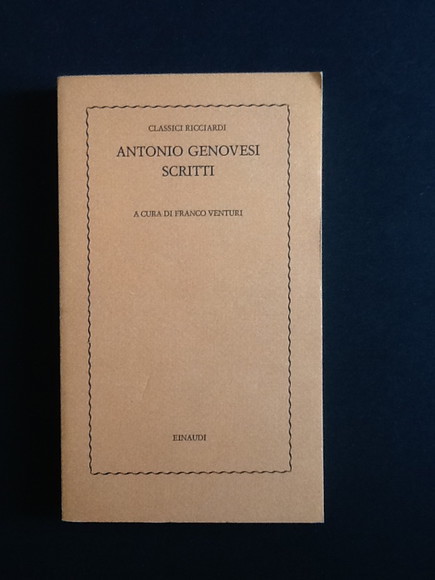 CLASSICI RICCIARDI
ANTONIO GENOVESI
SCRITTI
A CURA DI FRANCO VENTURI
EINAUDI